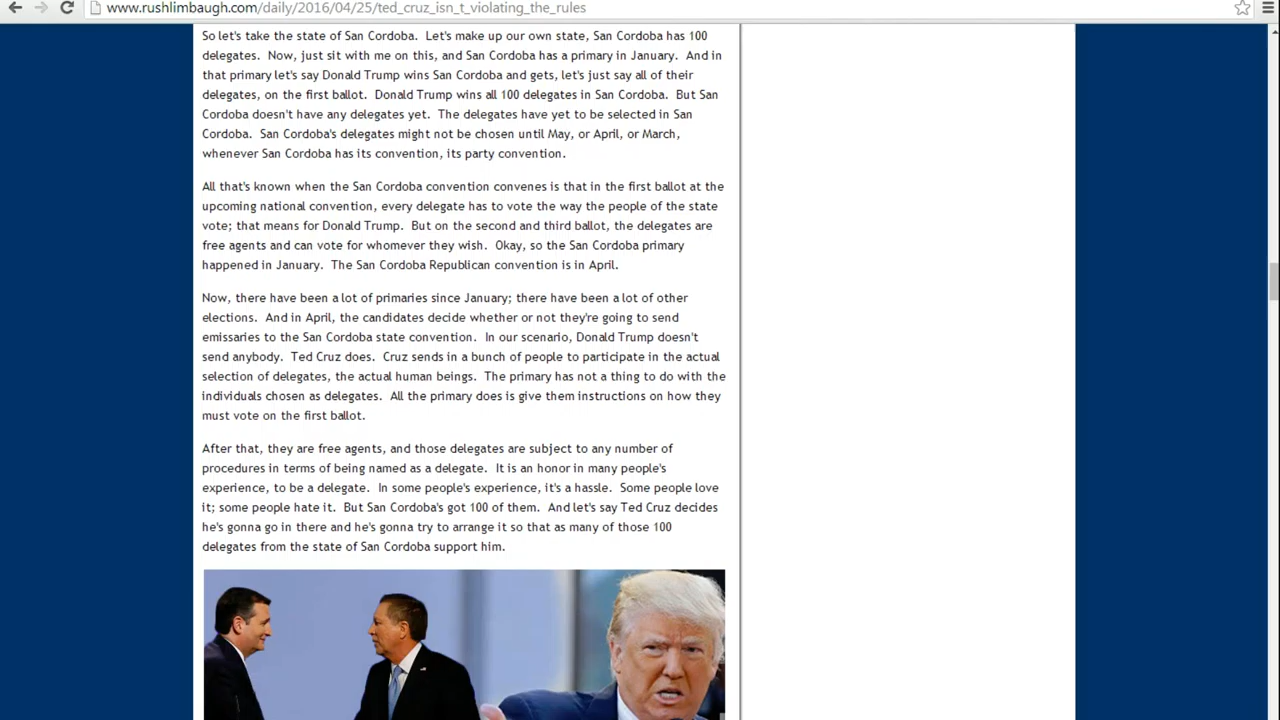 www.rushlimbaugh.com/daily/2016/04/25/ted_cruz_isn_t_violating_the_rules
So let's take the state of San Cordoba.  Let's make up our own state, San Cordoba has 100
delegates.  Now, just sit with me on this, and San Cordoba has a primary in January.  And in
that primary let's say Donald Trump wins San Cordoba and gets, let's just say all of their
delegates, on the first ballot.  Donald Trump wins all 100 delegates in San Cordoba.  But San
Cordoba doesn't have any delegates yet.  The delegates have yet to be selected in San
Cordoba.  San Cordoba's delegates might not be chosen until May, or April, or March,
whenever San Cordoba has its convention, its party convention.
All that's known when the San Cordoba convention convenes is that in the first ballot at the
upcoming national convention, every delegate has to vote the way the people of the state
vote; that means for Donald Trump.  But on the second and third ballot, the delegates are
free agents and can vote for whomever they wish.  Okay, so the San Cordoba primary
happened in January.  The San Cordoba Republican convention is in April.
Now, there have been a lot of primaries since January; there have been a lot of other
elections.  And in April, the candidates decide whether or not they're going to send
emissaries to the San Cordoba state convention.  In our scenario, Donald Trump doesn't
send anybody.  Ted Cruz does.  Cruz sends in a bunch of people to participate in the actual
selection of delegates, the actual human beings.  The primary has not a thing to do with the
individuals chosen as delegates.  All the primary does is give them instructions on how they
must vote on the first ballot.
After that, they are free agents, and those delegates are subject to any number of
procedures in terms of being named as a delegate.  It is an honor in many people's
experience, to be a delegate.  In some people's experience, it's a hassle.  Some people love
it; some people hate it.  But San Cordoba's got 100 of them.  And let's say Ted Cruz decides
he's gonna go in there and he's gonna try to arrange it so that as many of those 100
delegates from the state of San Cordoba support him.